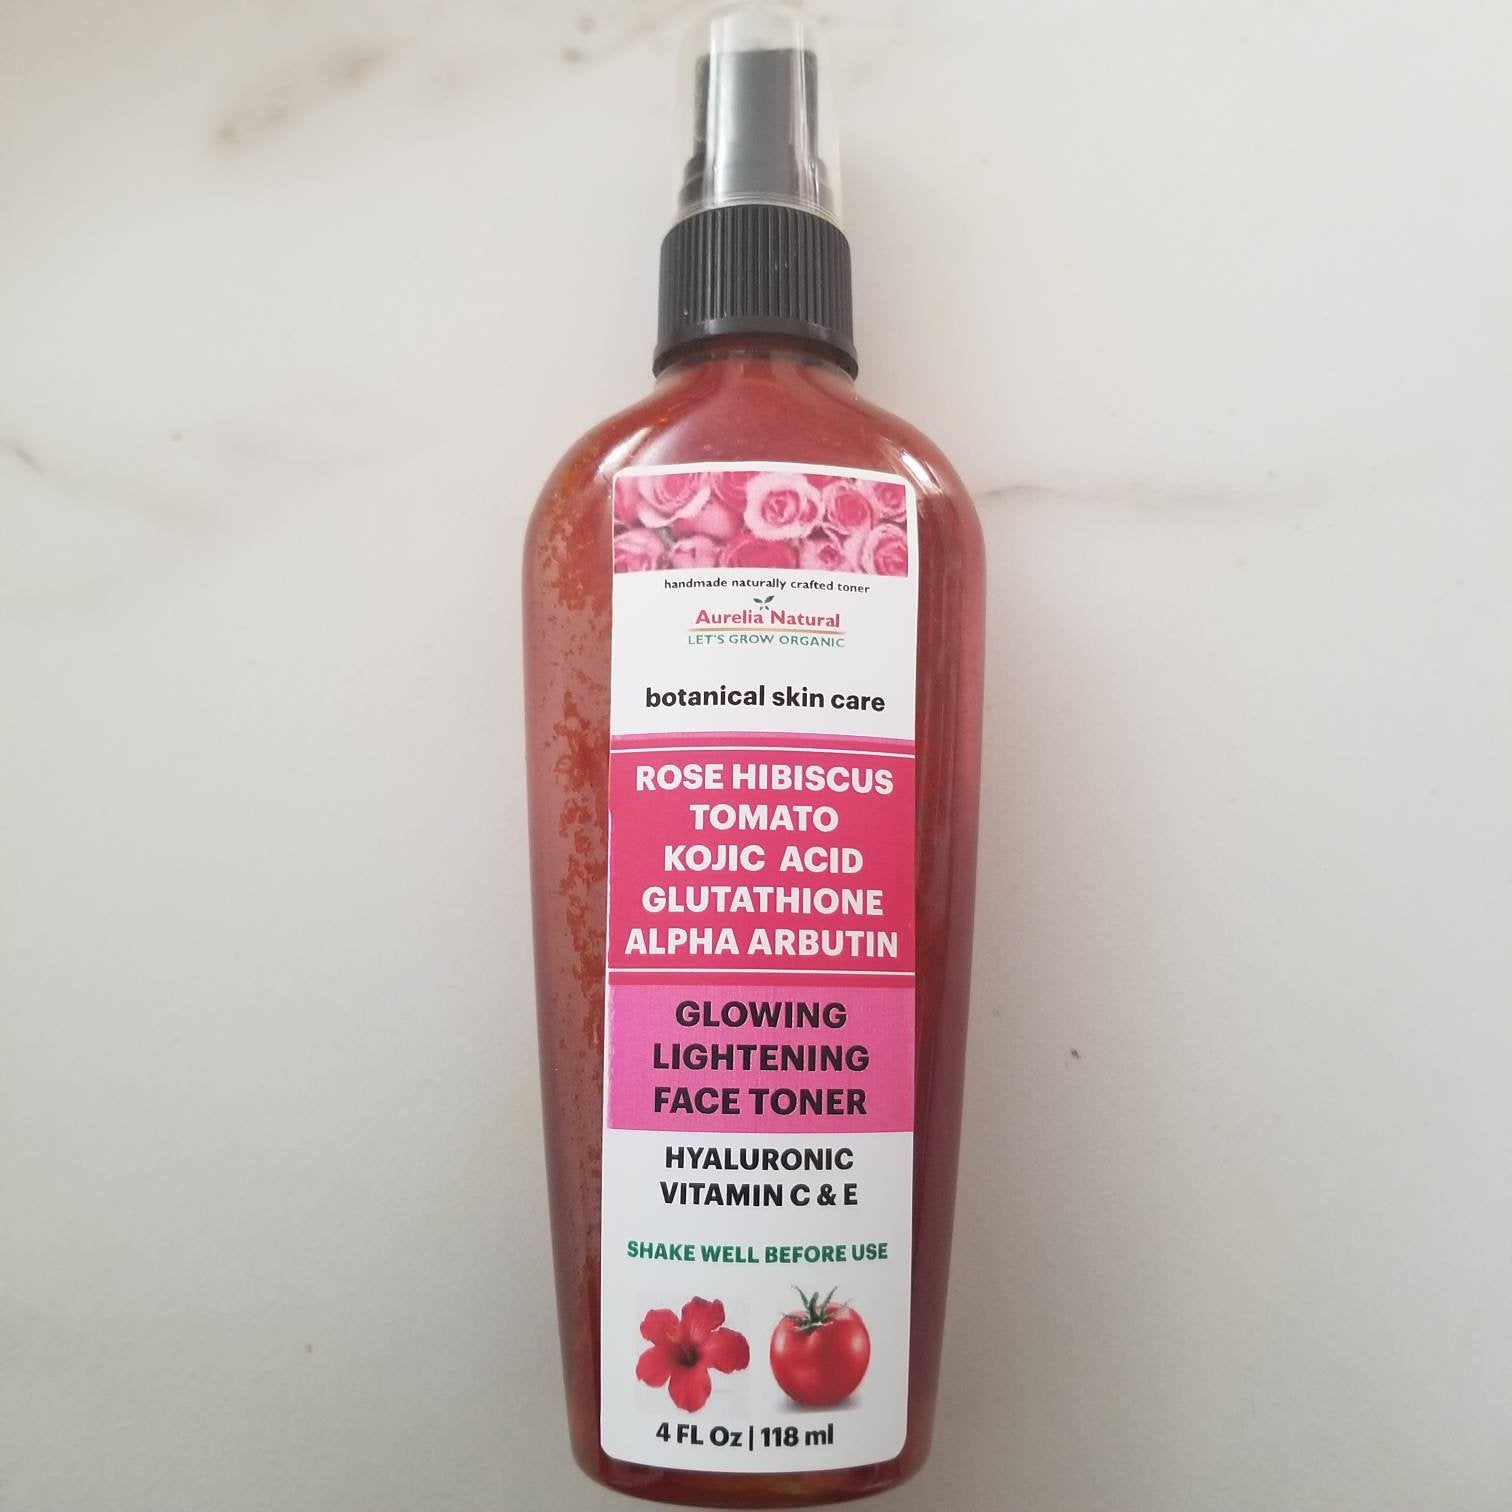 handmade naturally crafted toner
Aurelia Natural
LET'S GROW ORGANIC
botanical skin care
ROSE HIBISCUS
TOMATO
KOJIC ACID
GLUTATHIONE
ALPHA ARBUTIN
GLOWING
LIGHTENING
FACE TONER
HYALURONIC
VITAMIN C & E
SHAKE WELL BEFORE USE
4 FL Oz | 118 ml